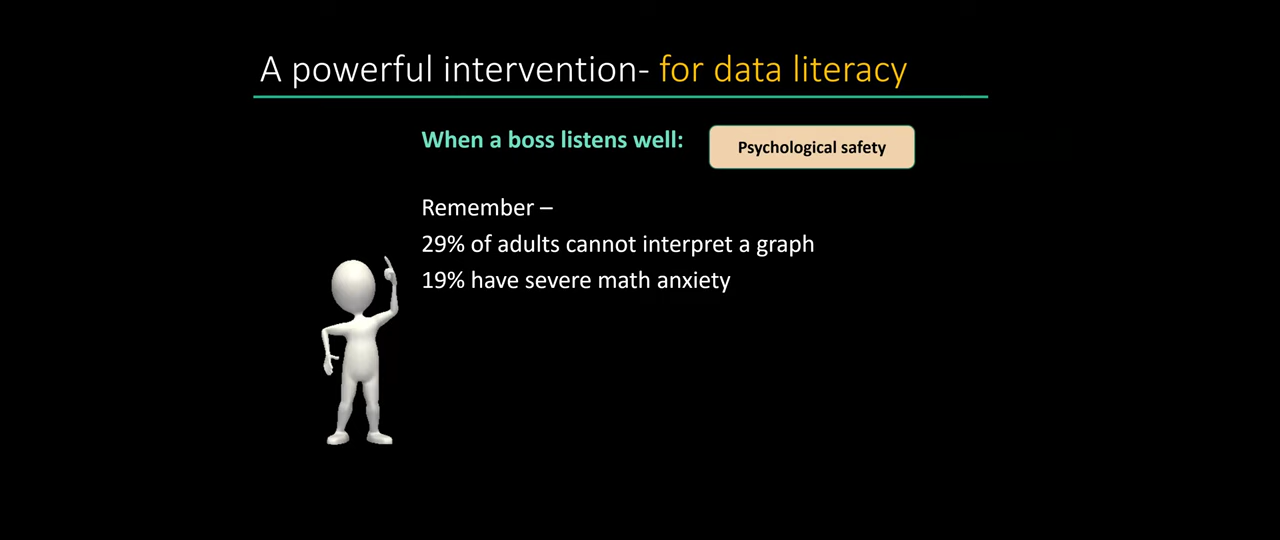 A powerful intervention- for data literacy
When a boss listens well:
Psychological safety
Remember –
29% of adults cannot interpret a graph
19% have severe math anxiety